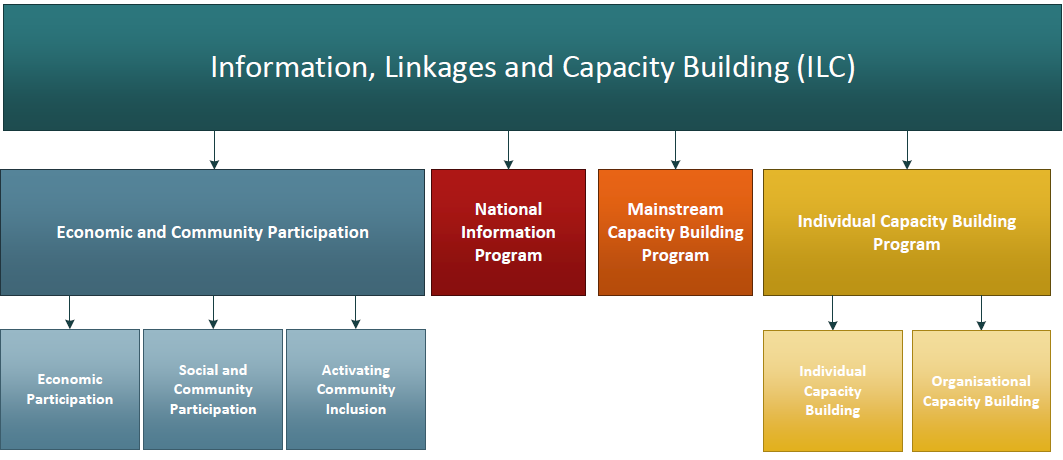 Information, Linkages and Capacity Building (ILC)
Economic and Community Participation
National
Information
Program
Mainstream
Capacity Building
Program
Individual Capacity Building
Program
Economic
Participation
Social and
Community
Participation
Activating
Community
Inclusion
Individual
Capacity
Building
Organisational
Capacity Building